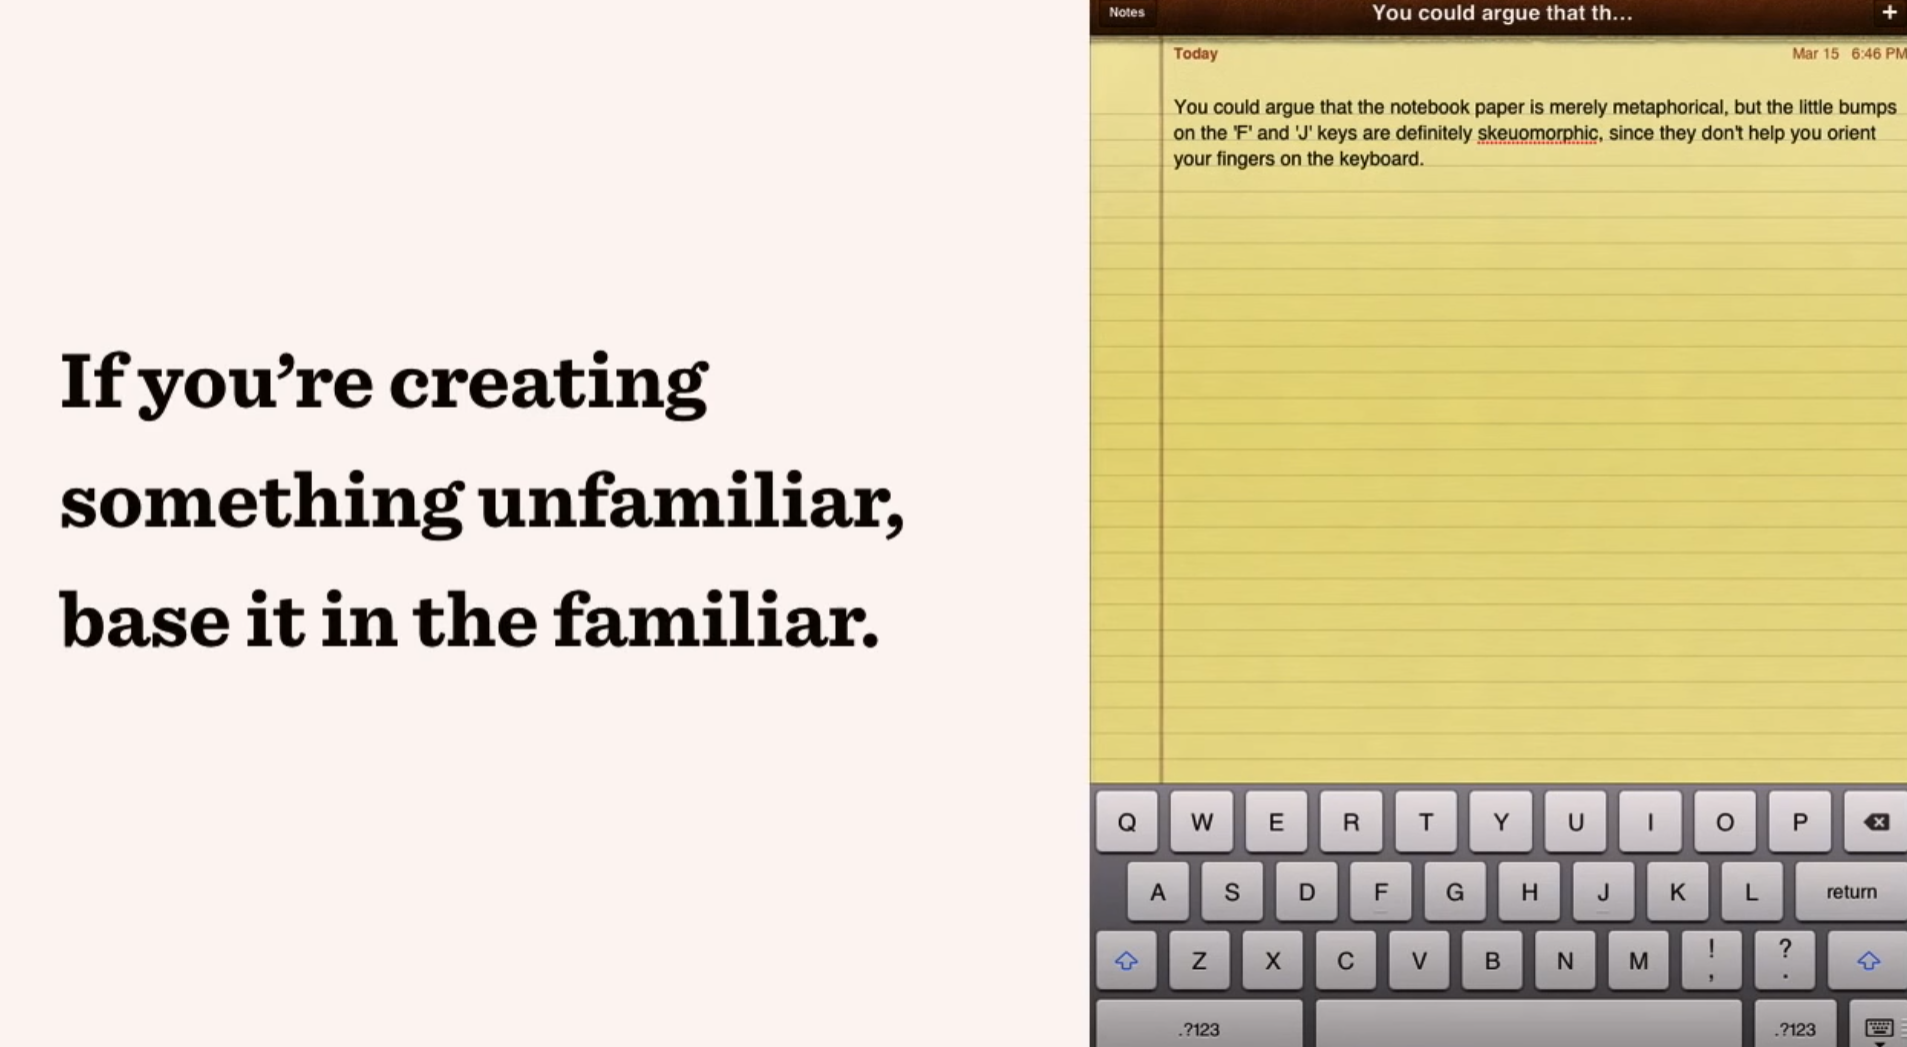 If you’re creating
something unfamiliar,
base it in the familiar.
Notes
You could argue that th...
+
Today
Mar 15 6:46 PM
You could argue that the notebook paper is merely metaphorical, but the little bumps
on the 'F' and 'J' keys are definitely skeuomorphic, since they don't help you orient
your fingers on the keyboard.
Q W E R T Y U I O P
A S D F G H J K L return
Z X C V B N M ! , ? .
.?123 .?123